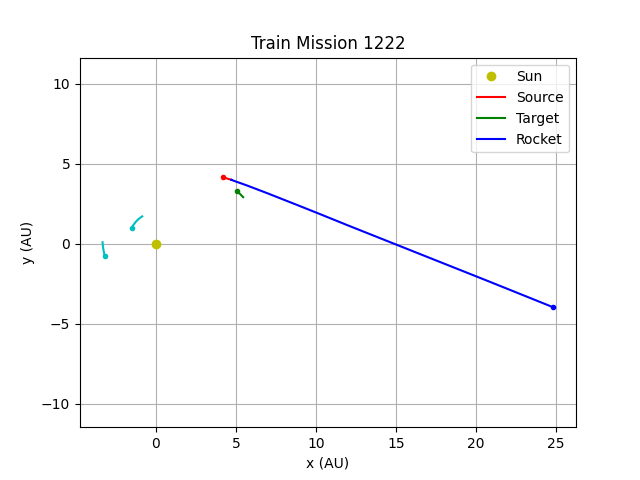 Train Mission 1222
Sun
Source
Target
Rocket
10
5
0
−5
−10
y (AU)
0
5
10
15
20
25
x (AU)